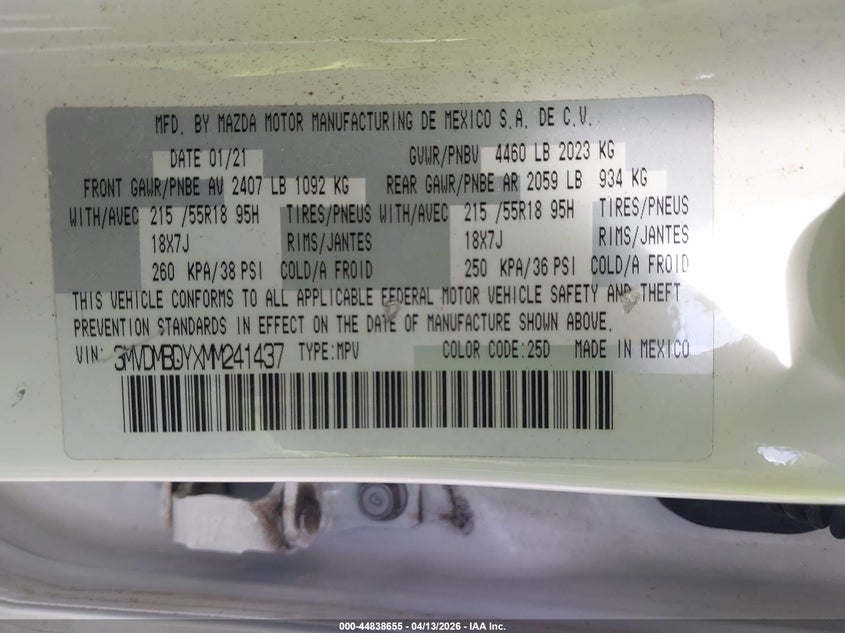 MFD. BY MAZDA MOTOR MANUFACTURING DE MEXICO S.A. DE C.V.
DATE 01/21 GVWR/PNBV 4460 LB 2023 KG
FRONT GAWR/PNBE AV 2407 LB 1092 KG REAR GAWR/PNBE AR 2059 LB 934 KG
WITH/AVEC 215 /55R18 95H TIRES/PNEUS WITH/AVEC 215 /55R18 95H TIRES/PNEUS
18X7J RIMS/JANTES 18X7J RIMS/JANTES
260 KPA/38 PSI COLD/A FROID 250 KPA/36 PSI COLD/A FROID
THIS VEHICLE CONFORMS TO ALL APPLICABLE FEDERAL MOTOR VEHICLE SAFETY AND THEFT
PREVENTION STANDARDS IN EFFECT ON THE DATE OF MANUFACTURE SHOWN ABOVE.
VIN: 3MVDMBDYXMM241437 TYPE:MPV COLOR CODE:25D MADE IN MEXICO
000-44838655 - 04/13/2026 - IAA Inc.